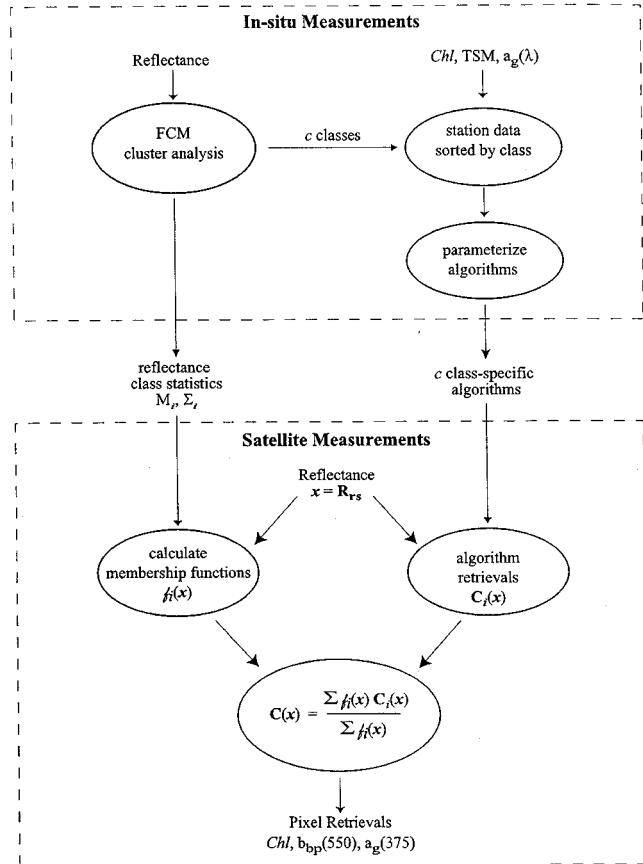 In-situ Measurements
Reflectance
Chl, TSM, a_g(λ)
FCM
cluster analysis
c classes
station data
sorted by class
parameterize
algorithms
reflectance
class statistics
M_i, Σ_i
c class-specific
algorithms
Satellite Measurements
Reflectance
x = R_rs
calculate
membership functions
f_i(x)
algorithm
retrievals
C_i(x)
C(x) = Σ f_i(x) C_i(x) / Σ f_i(x)
Pixel Retrievals
Chl, b_bp(550), a_g(375)